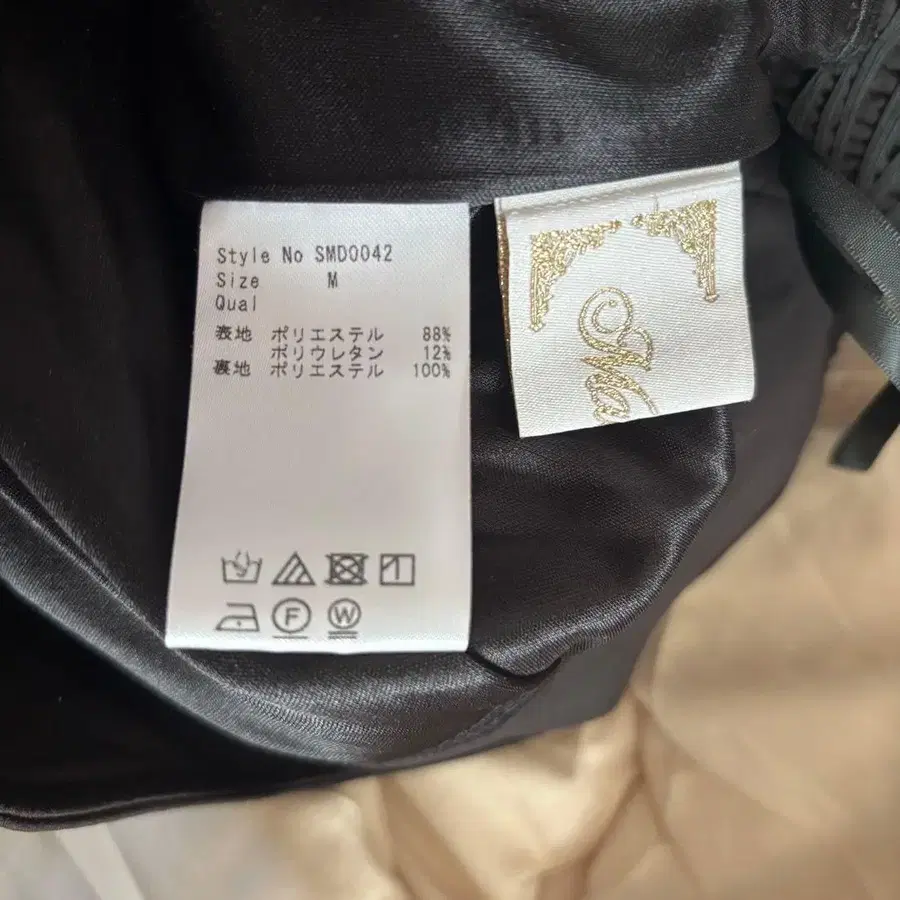 Style No SMD0042
Size M
Qual
表地 ポリエステル 88%
ポリウレタン 12%
裏地 ポリエステル 100%
F W